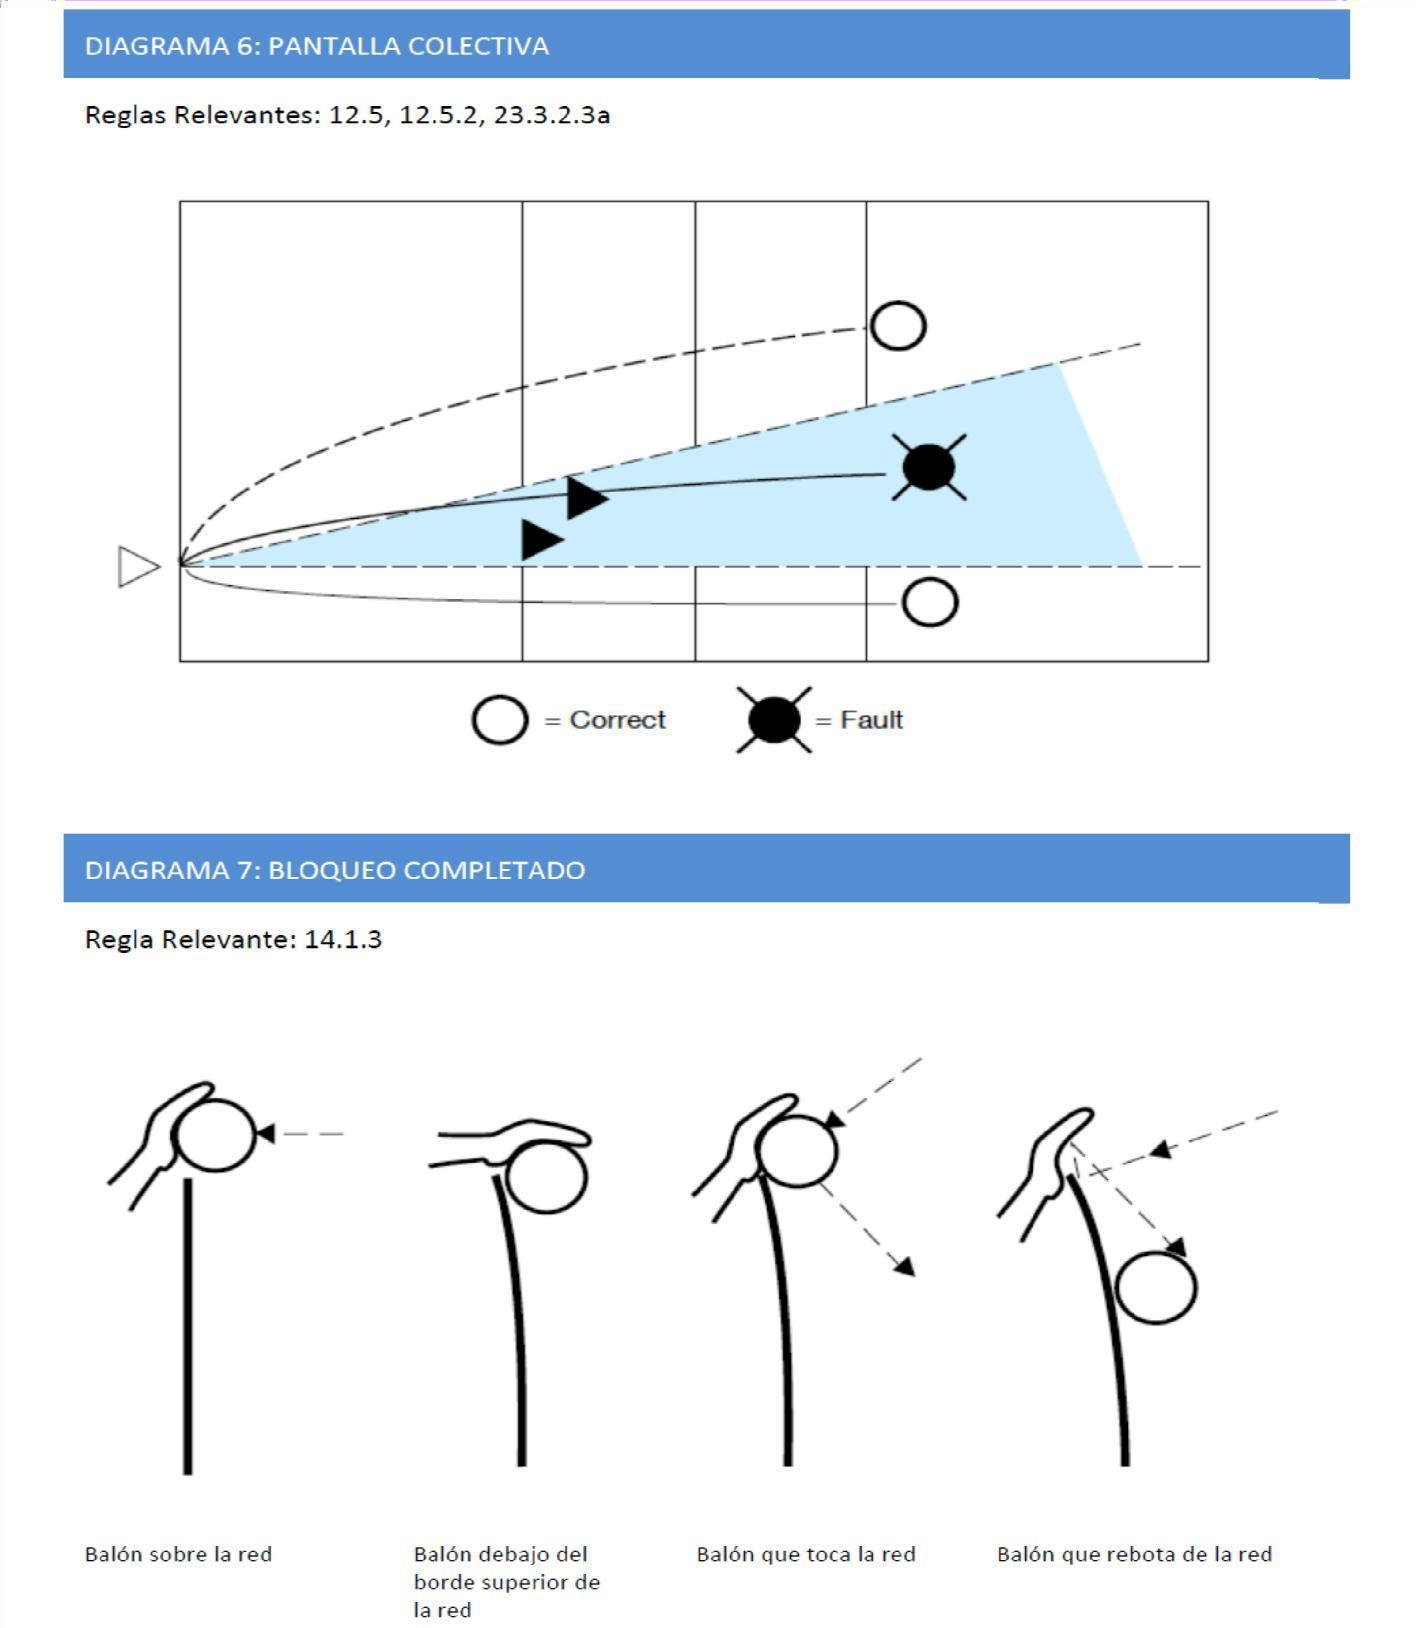 DIAGRAMA 6: PANTALLA COLECTIVA
Reglas Relevantes: 12.5, 12.5.2, 23.3.2.3a
= Correct
= Fault
DIAGRAMA 7: BLOQUEO COMPLETADO
Regla Relevante: 14.1.3
Balón sobre la red
Balón debajo del
borde superior de
la red
Balón que toca la red
Balón que rebota de la red